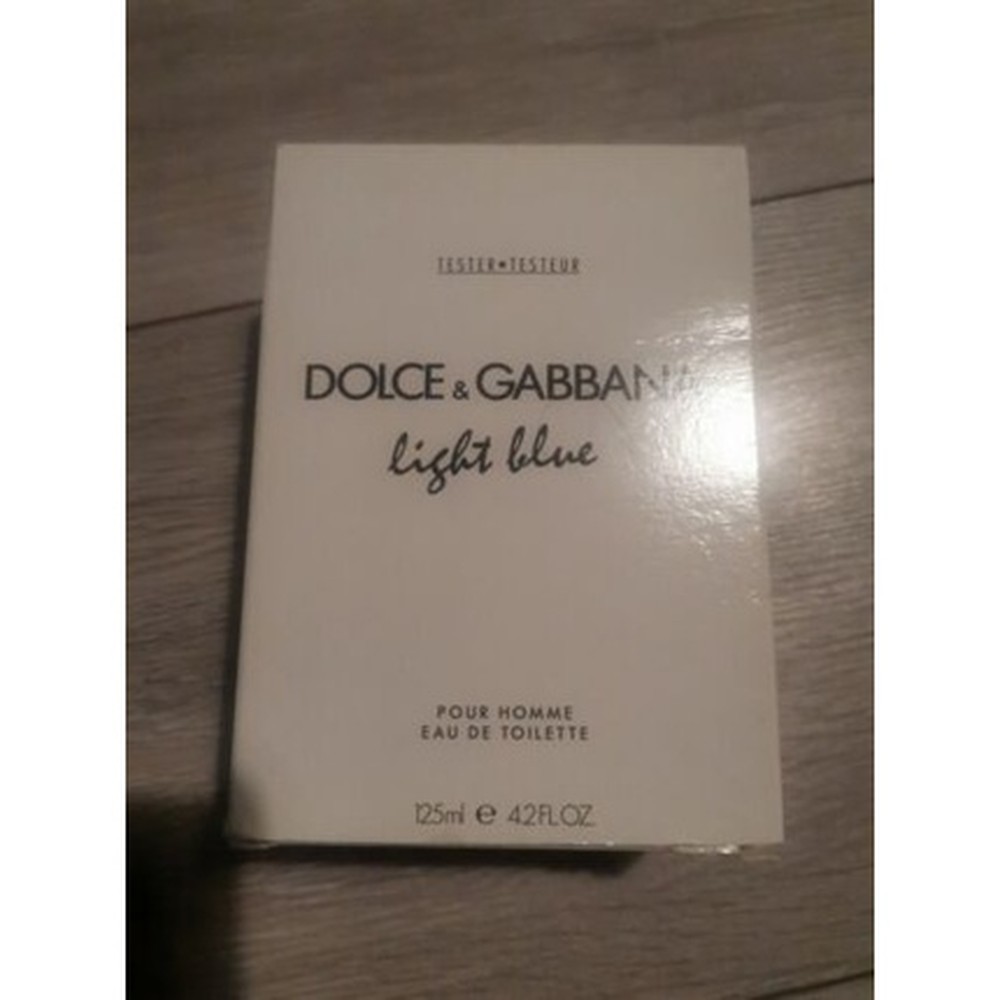 TESTER•TESTEUR
DOLCE & GABBANA
light blue
POUR HOMME
EAU DE TOILETTE
125ml e 4.2FL.OZ.